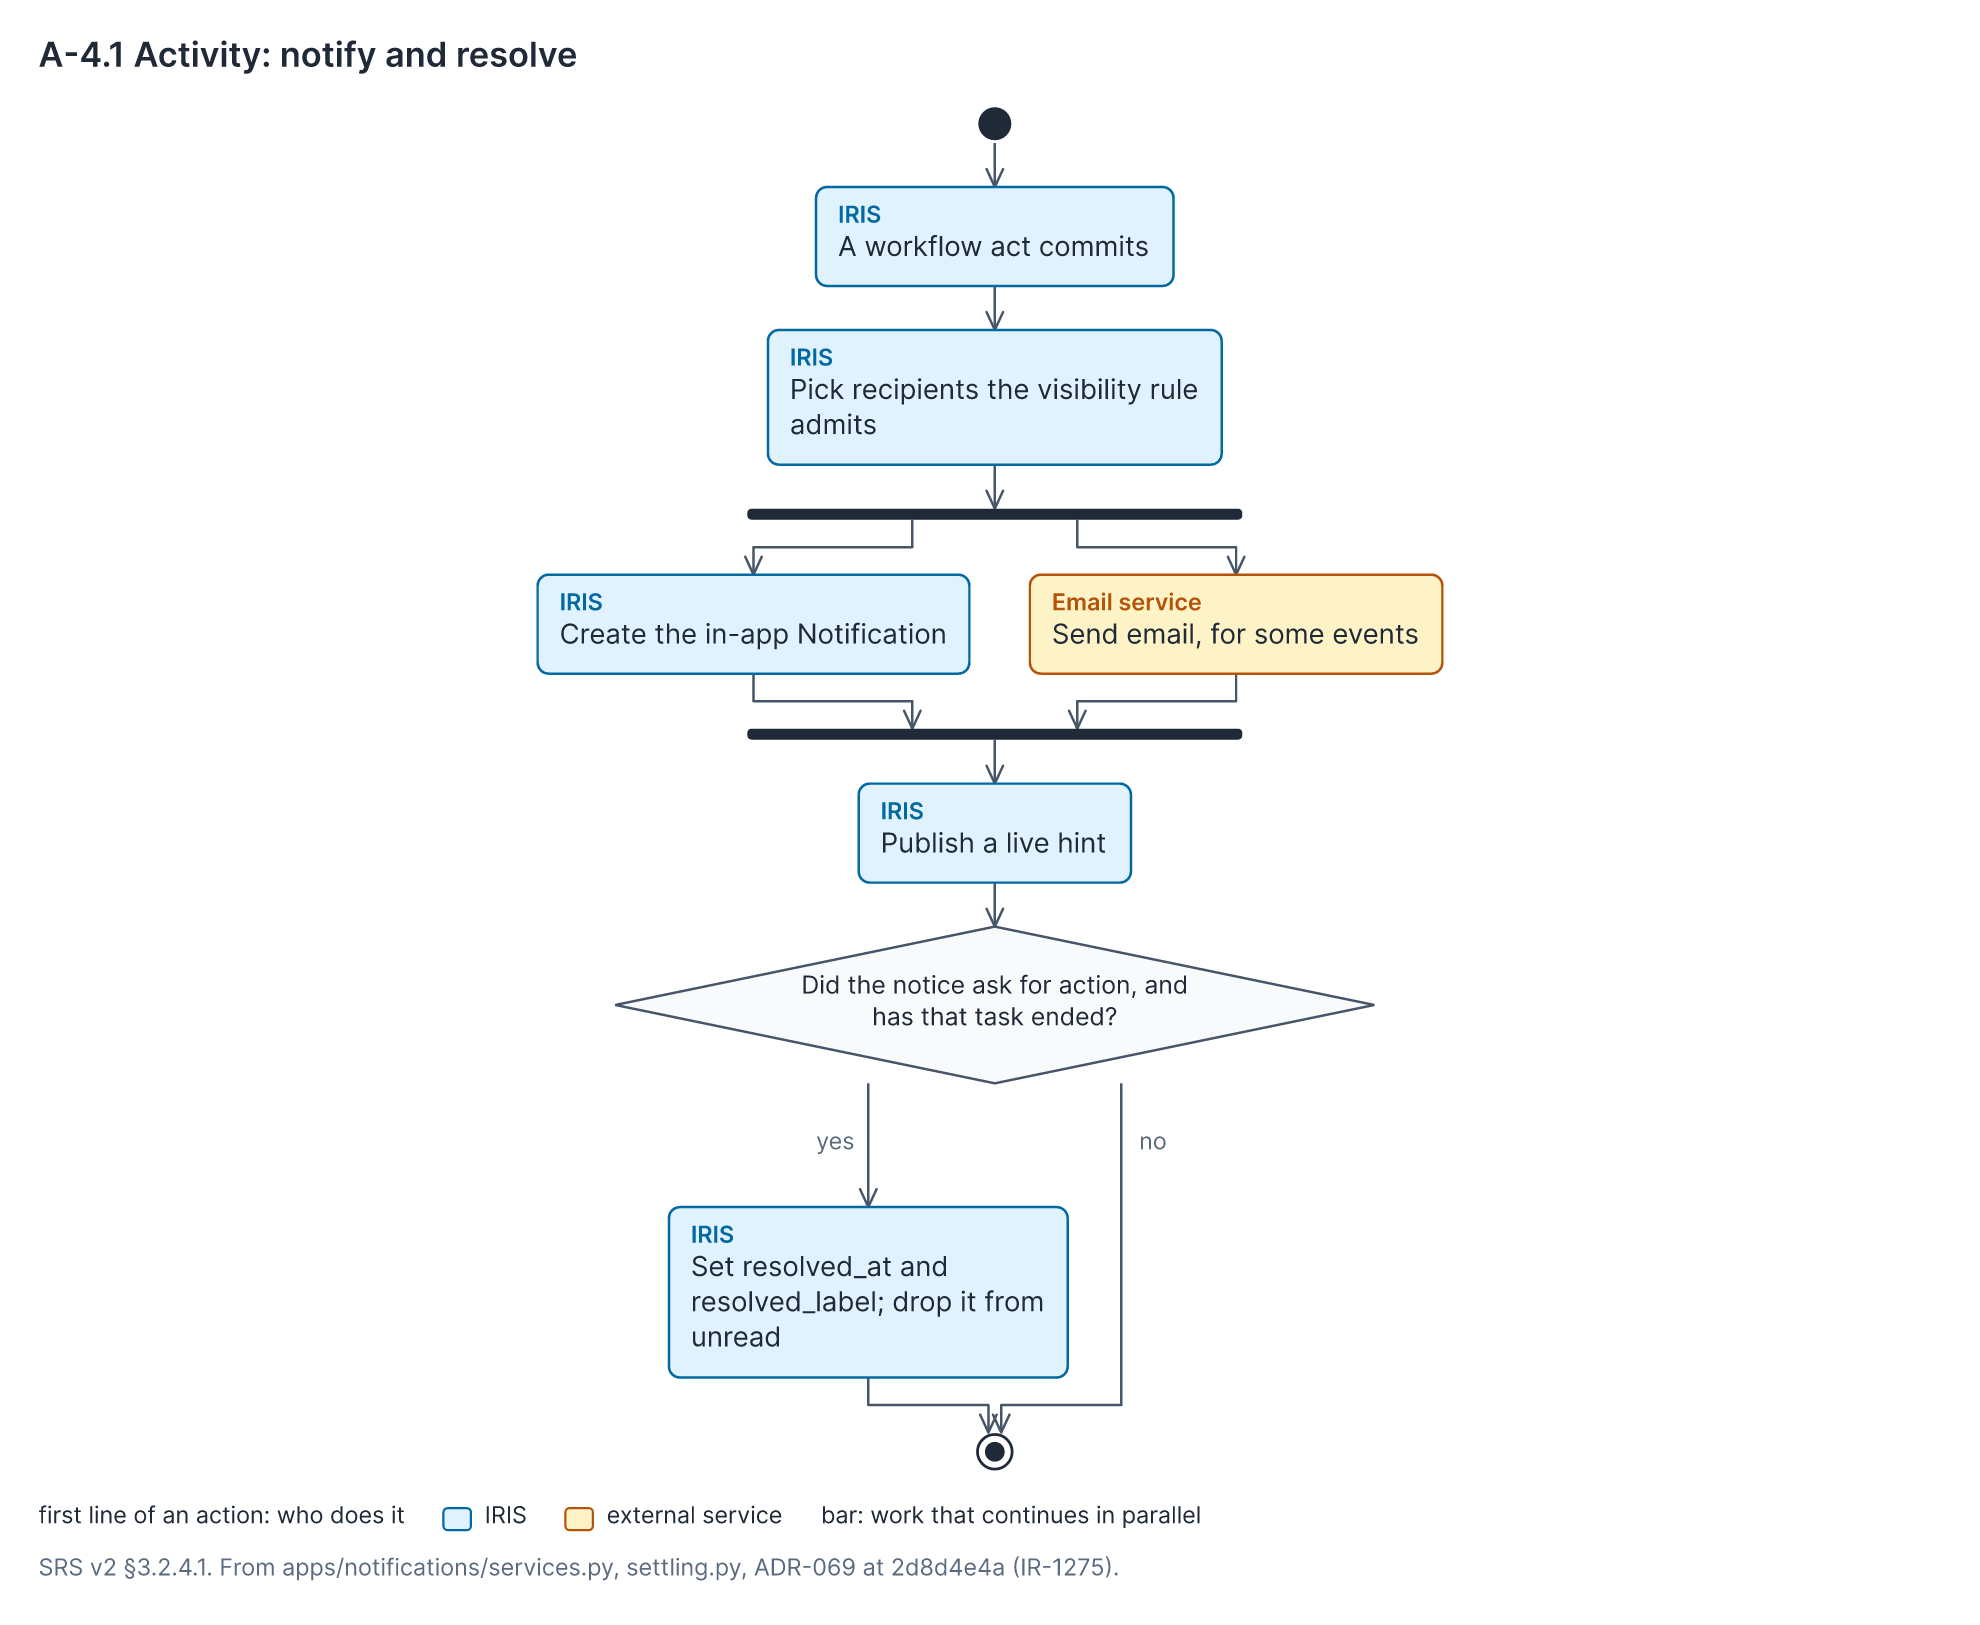 A-4.1 Activity: notify and resolve
IRIS
A workflow act commits
IRIS
Pick recipients the visibility rule
admits
IRIS
Create the in-app Notification
Email service
Send email, for some events
IRIS
Publish a live hint
Did the notice ask for action, and
has that task ended?
yes
no
IRIS
Set resolved_at and
resolved_label; drop it from
unread
first line of an action: who does it
IRIS
external service
bar: work that continues in parallel
SRS v2 §3.2.4.1. From apps/notifications/services.py, settling.py, ADR-069 at 2d8d4e4a (IR-1275).